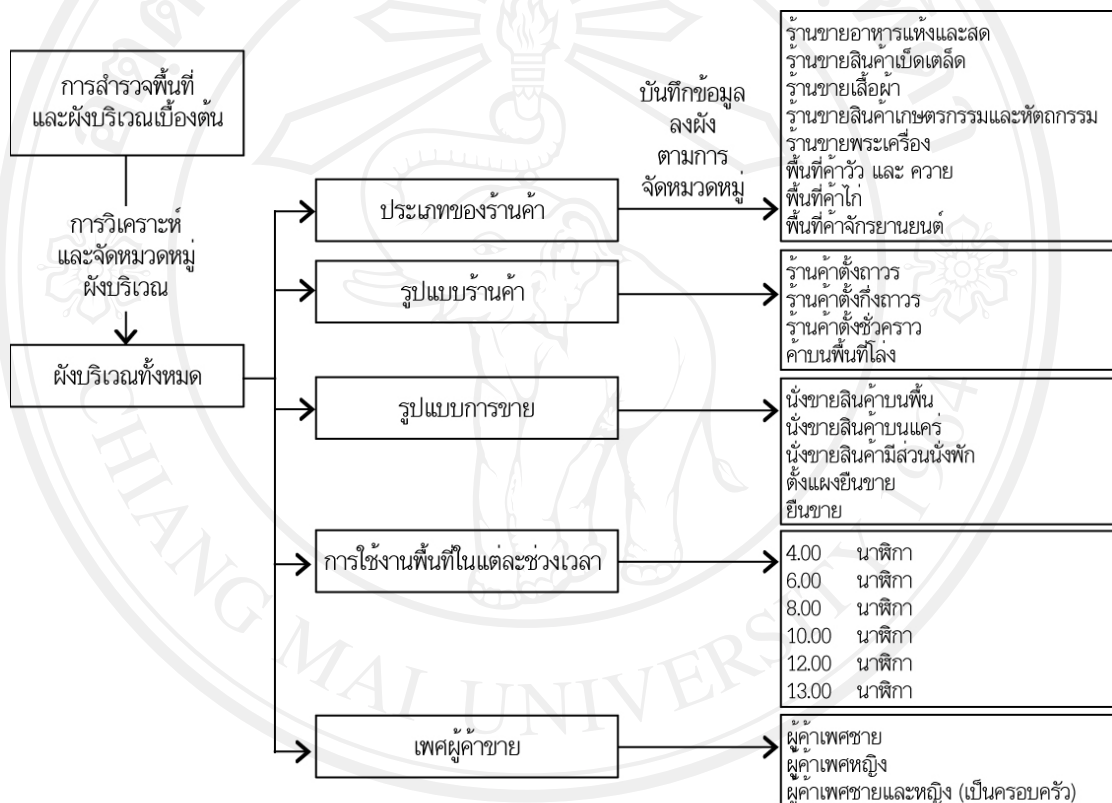 การสำรวจพื้นที่
และผังบริเวณเบื้องต้น
การวิเคราะห์
และจัดหมวดหมู่
ผังบริเวณ
ผังบริเวณทั้งหมด
บันทึกข้อมูล
ลงผัง
ตามการ
จัดหมวดหมู่
ประเภทของร้านค้า
ร้านขายอาหารแห้งและสด
ร้านขายสินค้าเบ็ดเตล็ด
ร้านขายเสื้อผ้า
ร้านขายสินค้าเกษตรกรรมและหัตถกรรม
ร้านขายพระเครื่อง
พื้นที่ค้าวัว และ ควาย
พื้นที่ค้าไก่
พื้นที่ค้าจักรยานยนต์
รูปแบบร้านค้า
ร้านค้าตั้งถาวร
ร้านค้าตั้งกึ่งถาวร
ร้านค้าตั้งชั่วคราว
ค้าบนพื้นที่โล่ง
รูปแบบการขาย
นั่งขายสินค้าบนพื้น
นั่งขายสินค้าบนแคร่
นั่งขายสินค้ามีส่วนนั่งพัก
ตั้งแผงยืนขาย
ยืนขาย
การใช้งานพื้นที่ในแต่ละช่วงเวลา
4.00 นาฬิกา
6.00 นาฬิกา
8.00 นาฬิกา
10.00 นาฬิกา
12.00 นาฬิกา
13.00 นาฬิกา
เพศผู้ค้าขาย
ผู้ค้าเพศชาย
ผู้ค้าเพศหญิง
ผู้ค้าเพศชายและหญิง (เป็นครอบครัว)
CHIANG MAI UNIVERSITY 1964